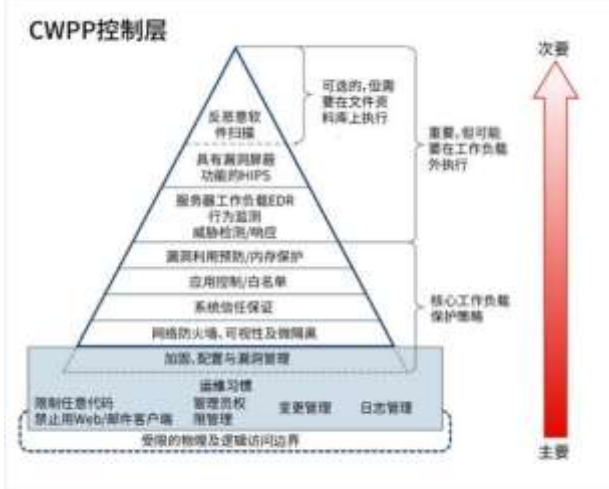 CWPP控制层
次要
可选的,但需
要在文件资
料库上执行
反恶意软
件扫描
重要,但可能
要在工作负载
外执行
具有漏洞屏蔽
功能的HIPS
服务器工作负载EDR
行为监测
威胁检测/响应
漏洞利用预防/内存保护
应用控制/白名单
系统信任保证
核心工作负载
保护策略
网络防火墙、可视性及微隔离
加固、配置与漏洞管理
运维习惯
限制任意代码
禁止用Web/邮件客户端
管理员权
限管理
变更管理
日志管理
受限的物理及逻辑访问边界
主要